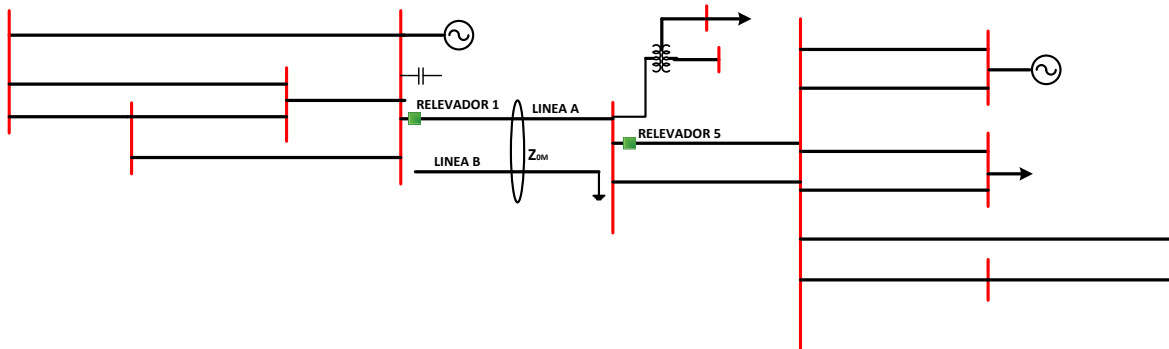 RELEVADOR 1
LINEA A
RELEVADOR 5
LINEA B
Z0M